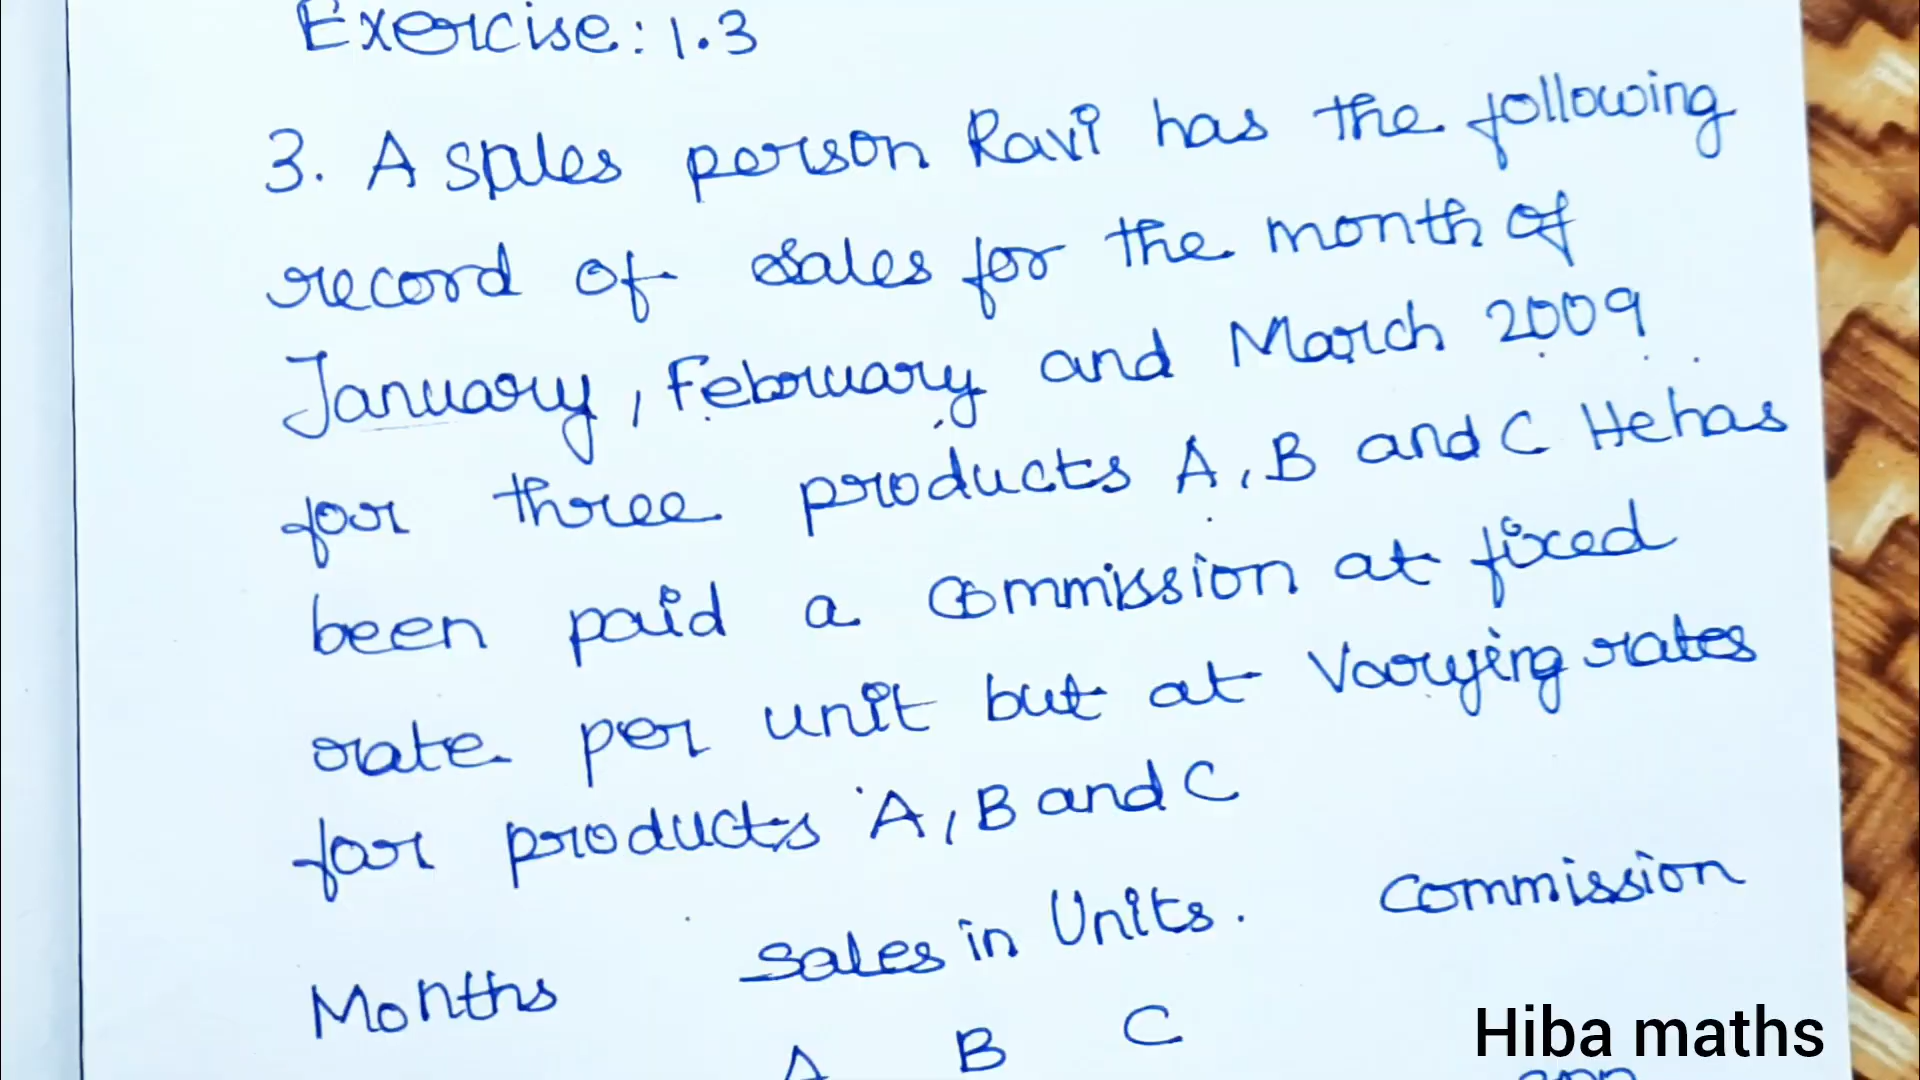 Exercise: 1.3
3. A sales person Ravi has the following
record of sales for the month of
January, February and March 2009
for three products A, B and C He has
been paid a commission at fixed
rate per unit but at varying rates
for products A, B and C
Months Sales in Units. Commission
A B C
Hiba maths